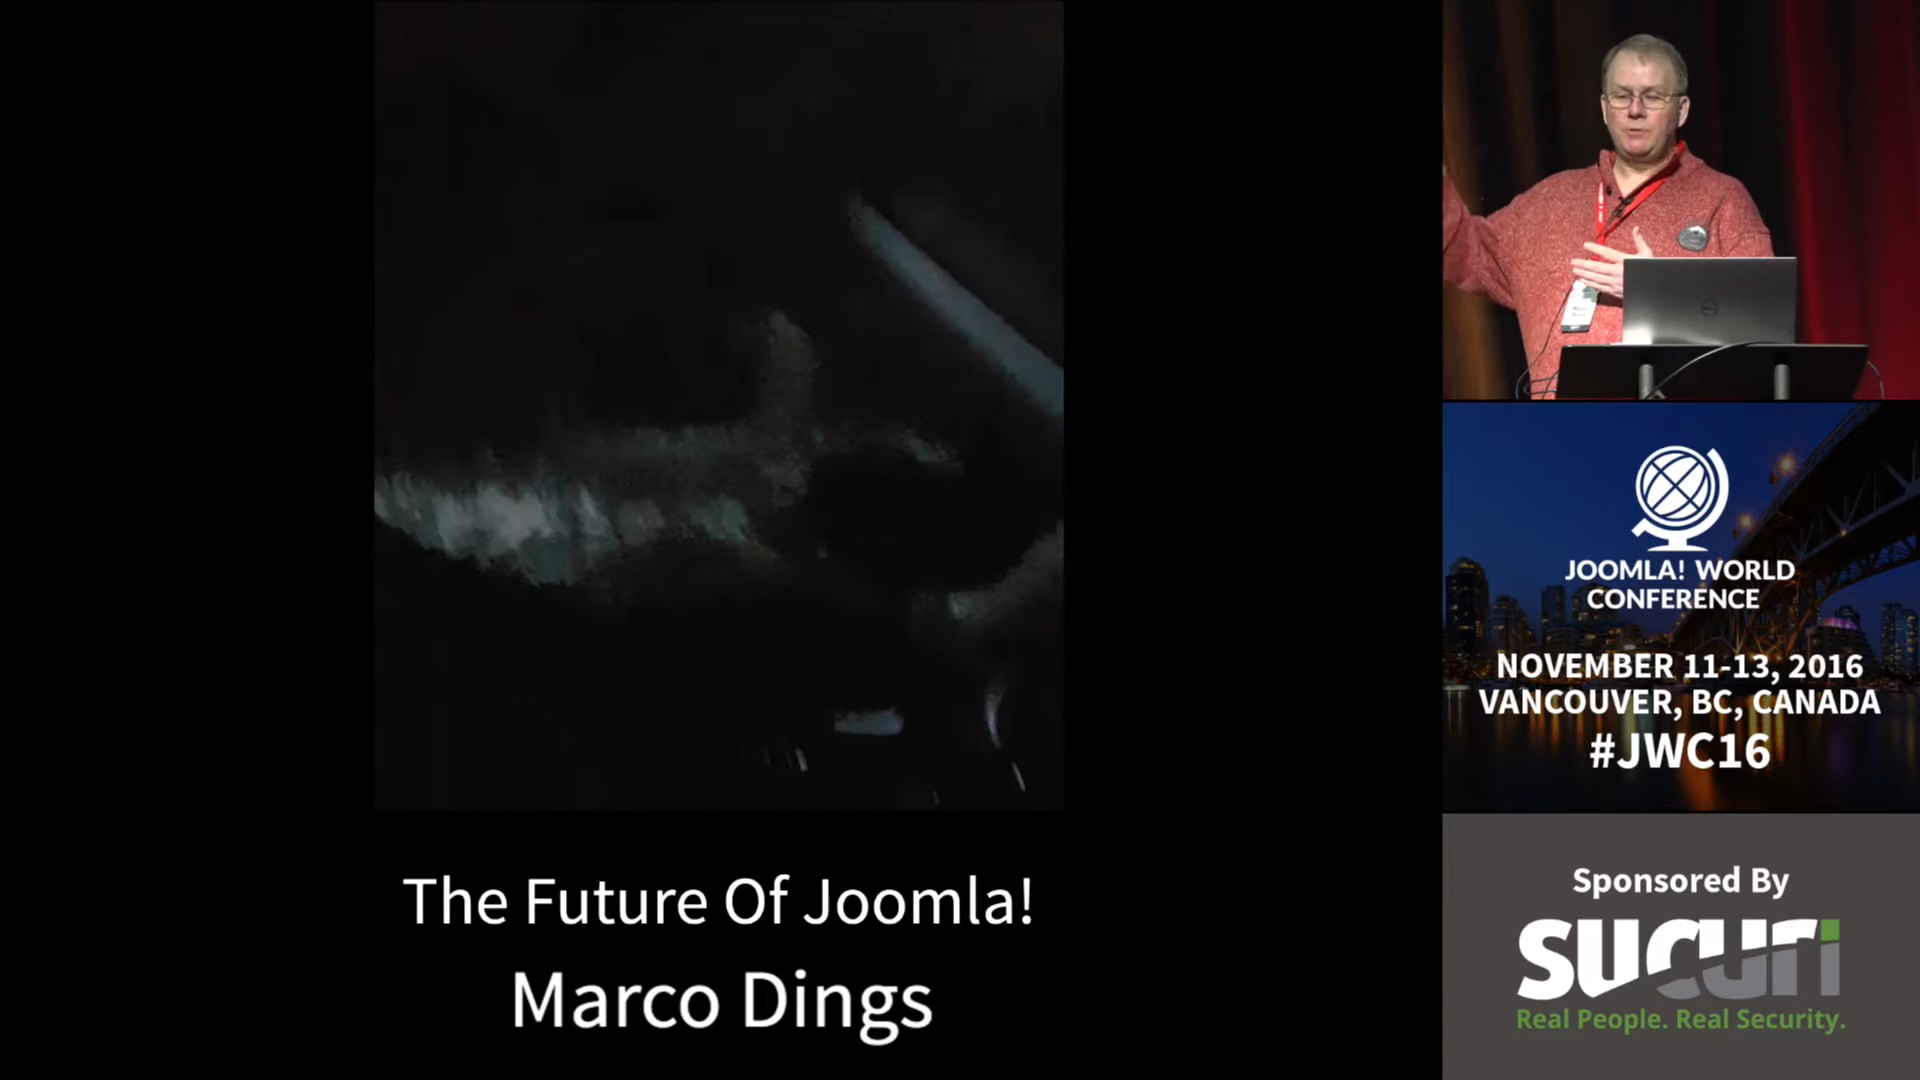 The Future Of Joomla!
Marco Dings
JOOMLA! WORLD
CONFERENCE
NOVEMBER 11-13, 2016
VANCOUVER, BC, CANADA
#JWC16
Sponsored By
SUCURi
Real People. Real Security.